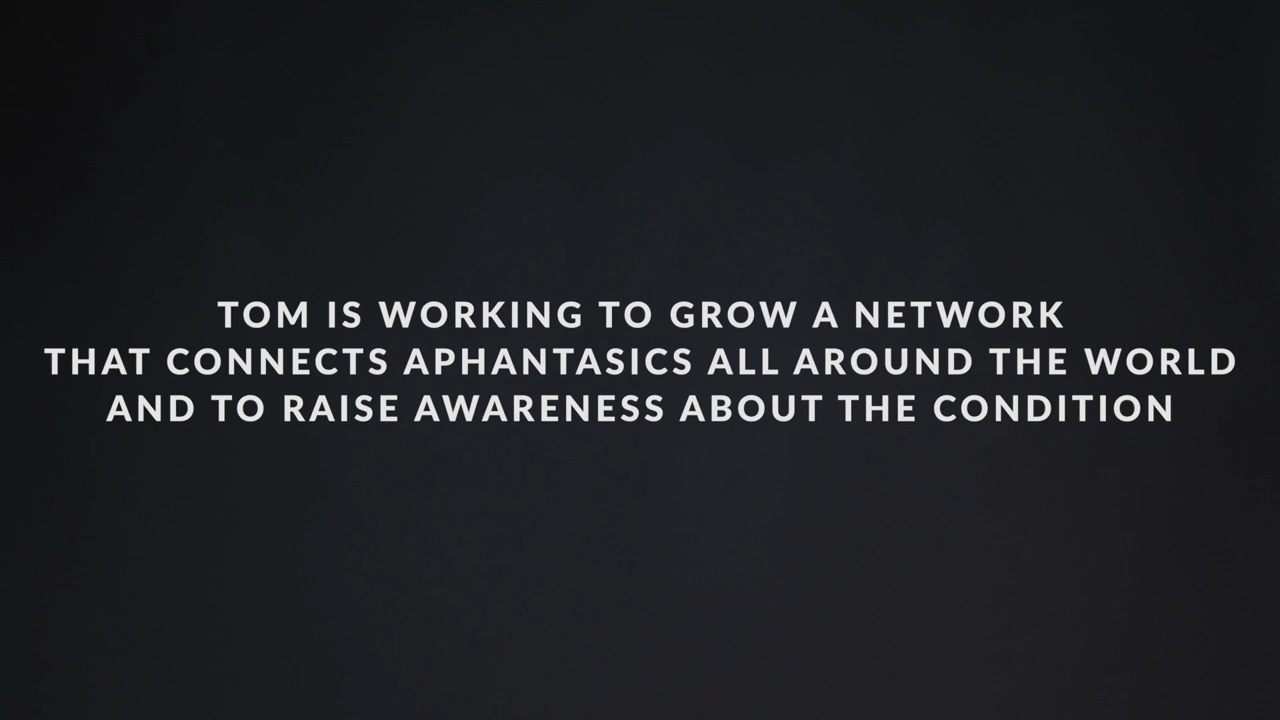 TOM IS WORKING TO GROW A NETWORK
THAT CONNECTS APHANTASICS ALL AROUND THE WORLD
AND TO RAISE AWARENESS ABOUT THE CONDITION